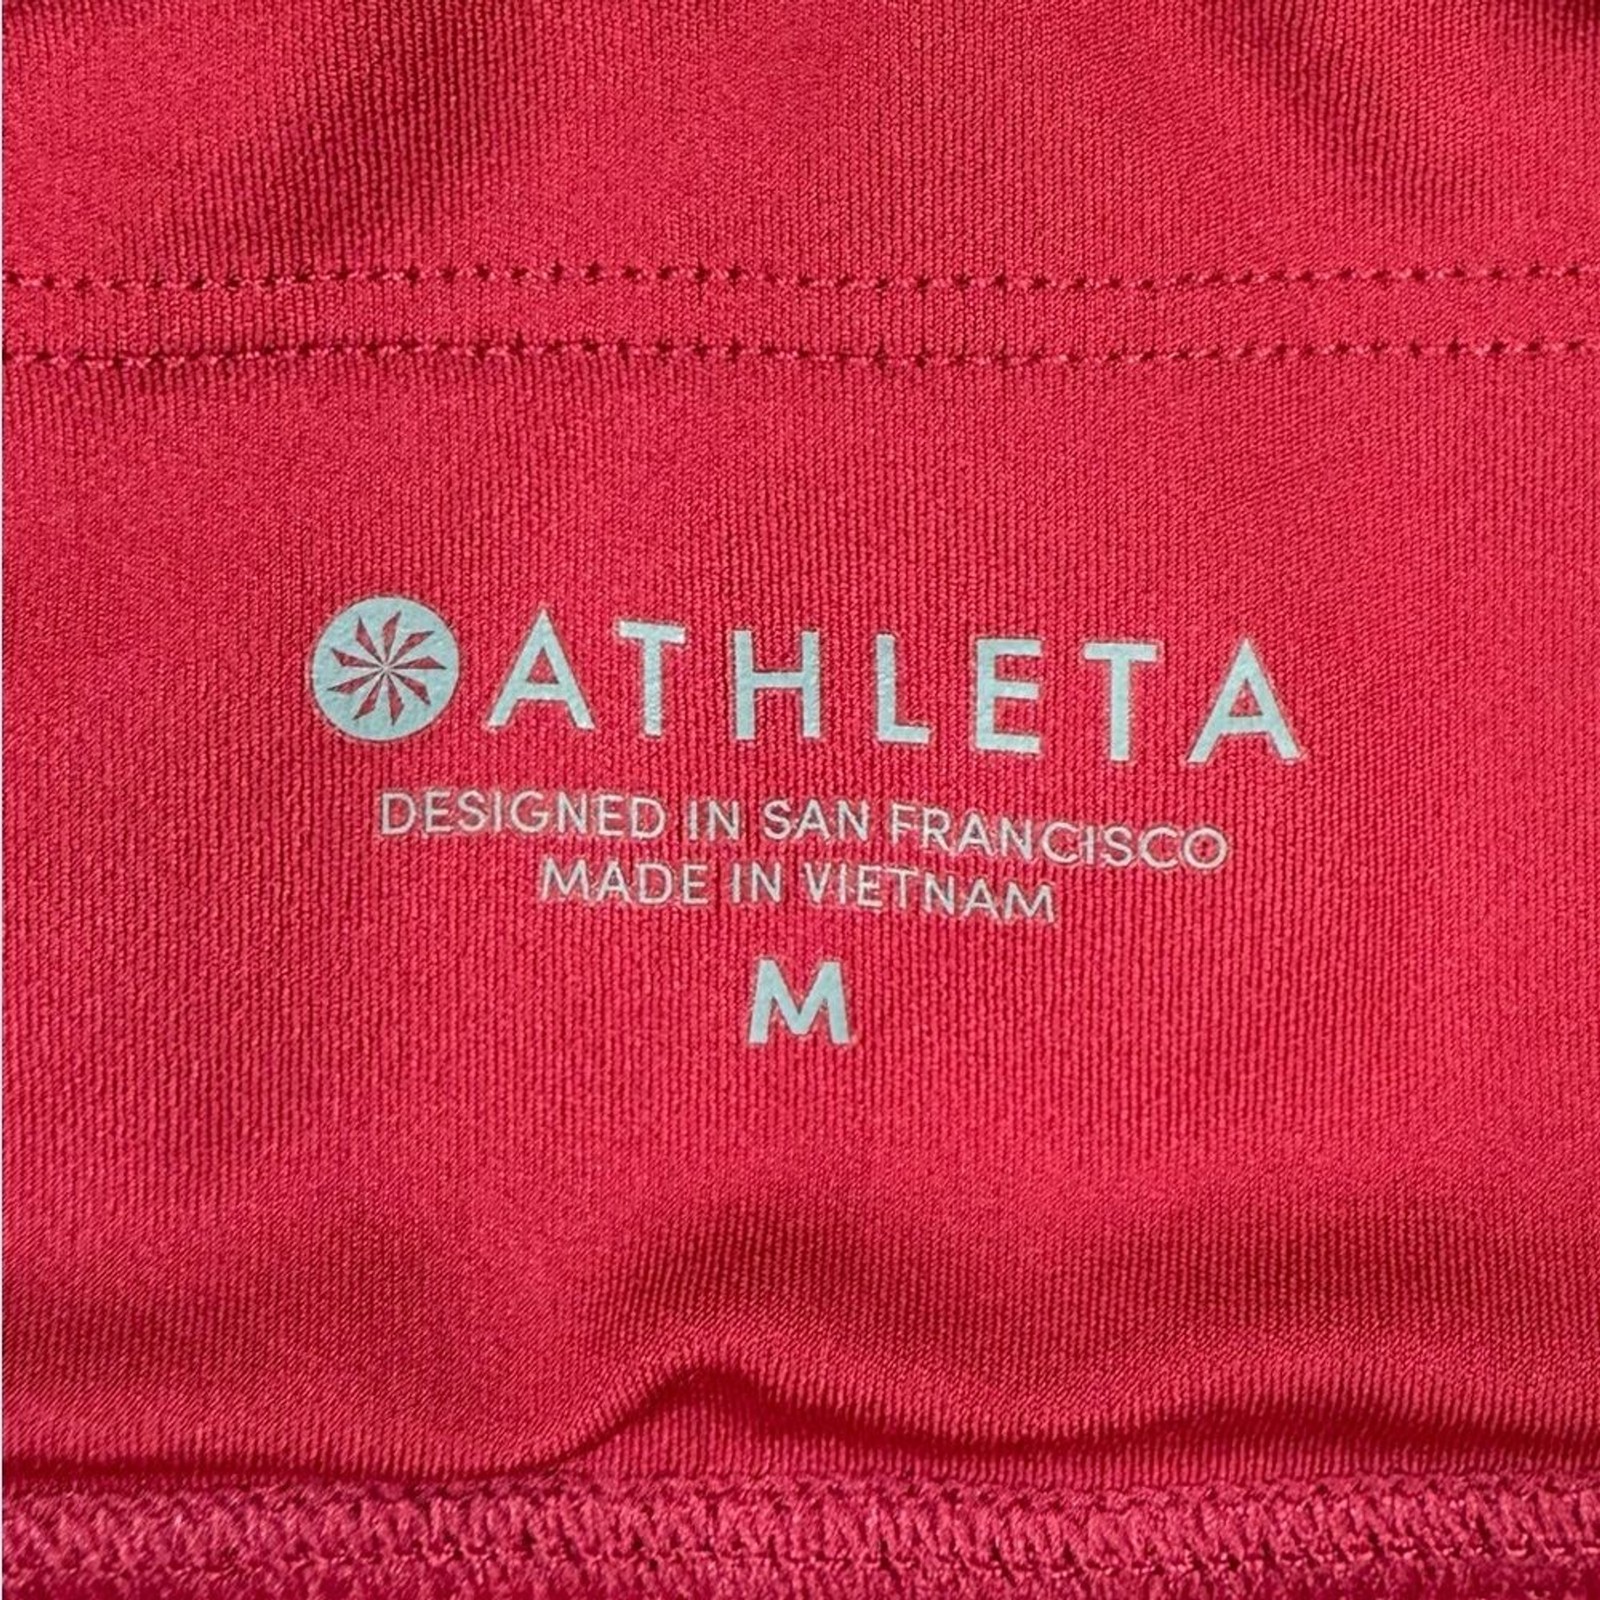 ATHLETA
DESIGNED IN SAN FRANCISCO
MADE IN VIETNAM
M